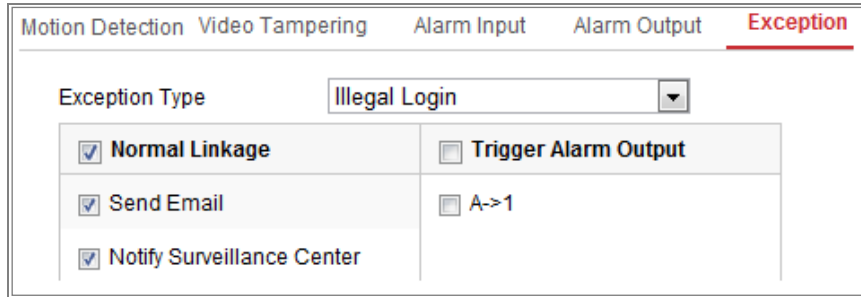 Motion Detection Video Tampering Alarm Input Alarm Output Exception
Exception Type Illegal Login
Normal Linkage Trigger Alarm Output
Send Email A->1
Notify Surveillance Center